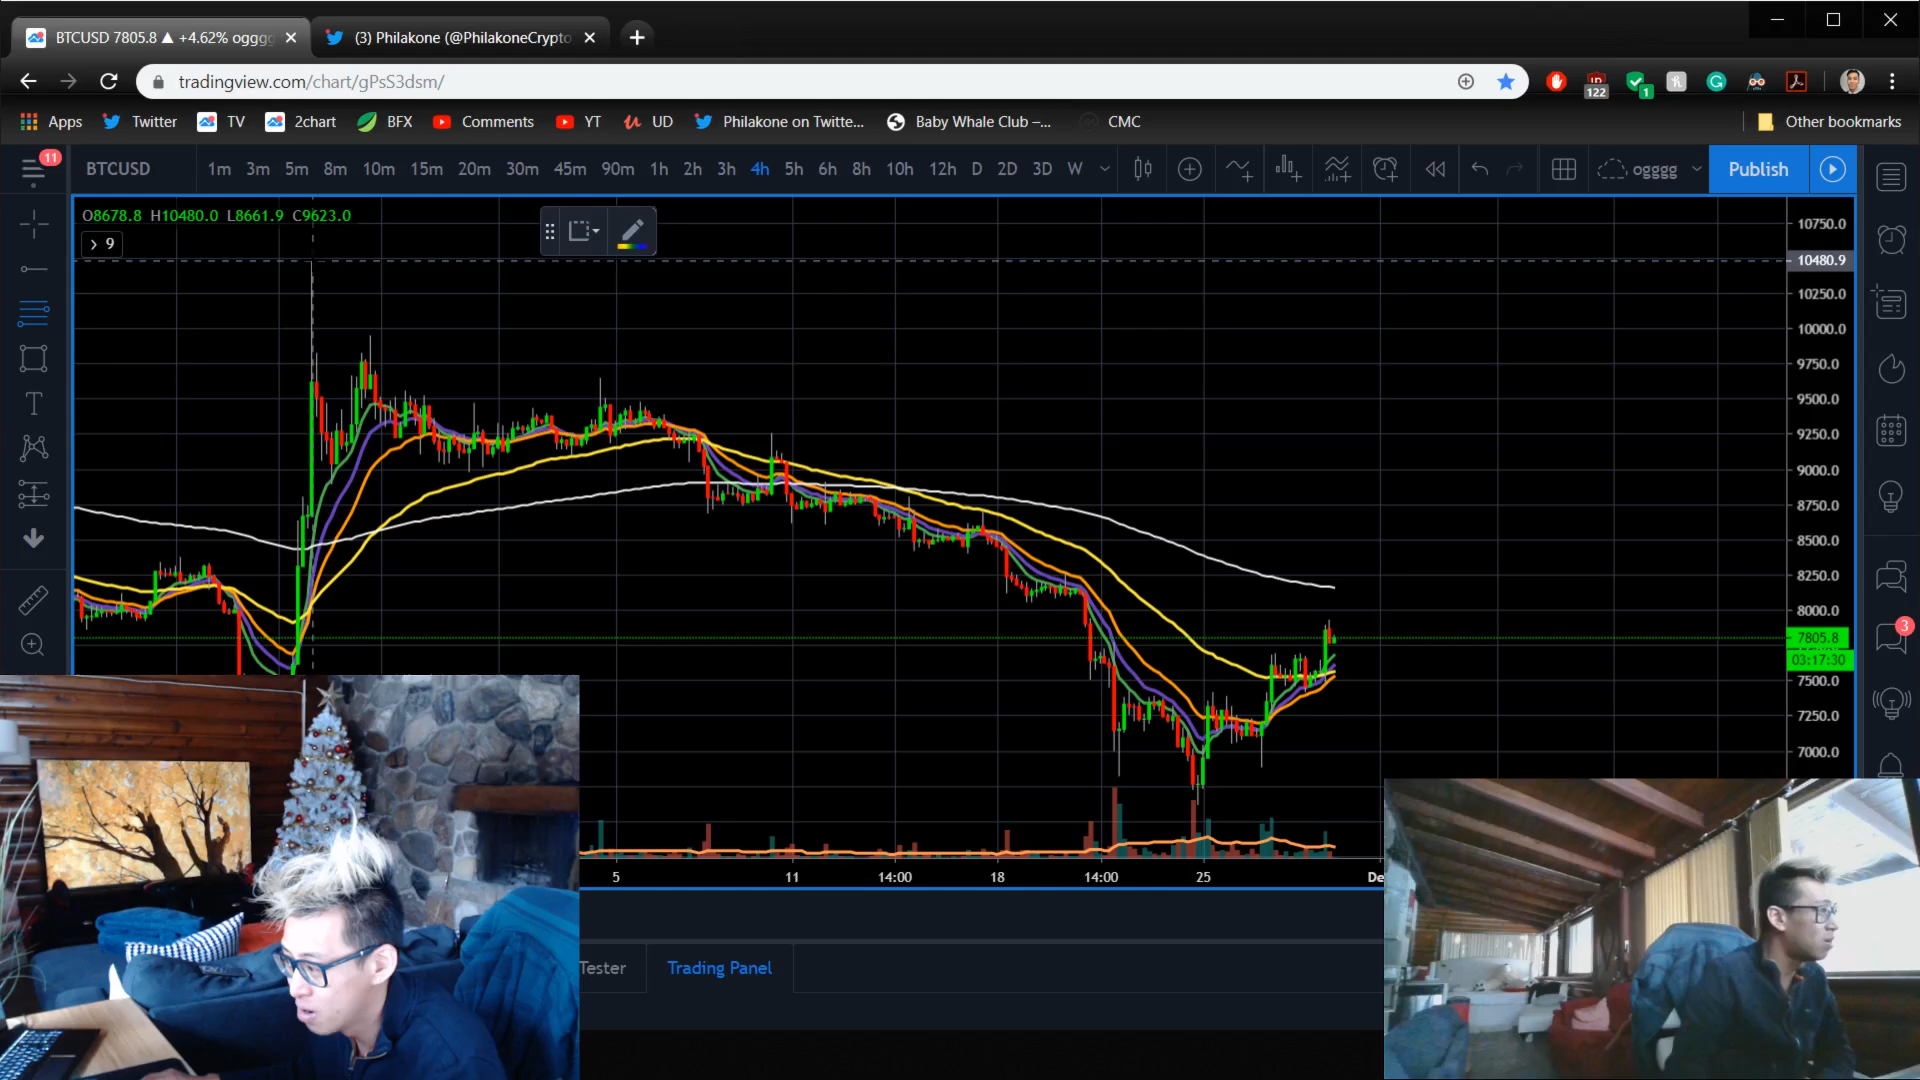 BTCUSD 7805.8 ▲ +4.62% ogggg
(3) Philakone (@PhilakoneCrypto
tradingview.com/chart/gPsS3dsm/
122
1
Apps Twitter TV 2chart BFX Comments YT UD Philakone on Twitte... Baby Whale Club –... CMC Other bookmarks
11
BTCUSD 1m 3m 5m 8m 10m 15m 20m 30m 45m 90m 1h 2h 3h 4h 5h 6h 8h 10h 12h D 2D 3D W ogggg Publish
O8678.8 H10480.0 L8661.9 C9623.0
9
10750.0
10480.9
10250.0
10000.0
9750.0
9500.0
9250.0
9000.0
8750.0
8500.0
8250.0
8000.0
7805.8
03:17:30
7500.0
7250.0
7000.0
3
5 11 14:00 18 14:00 25 De
Tester Trading Panel